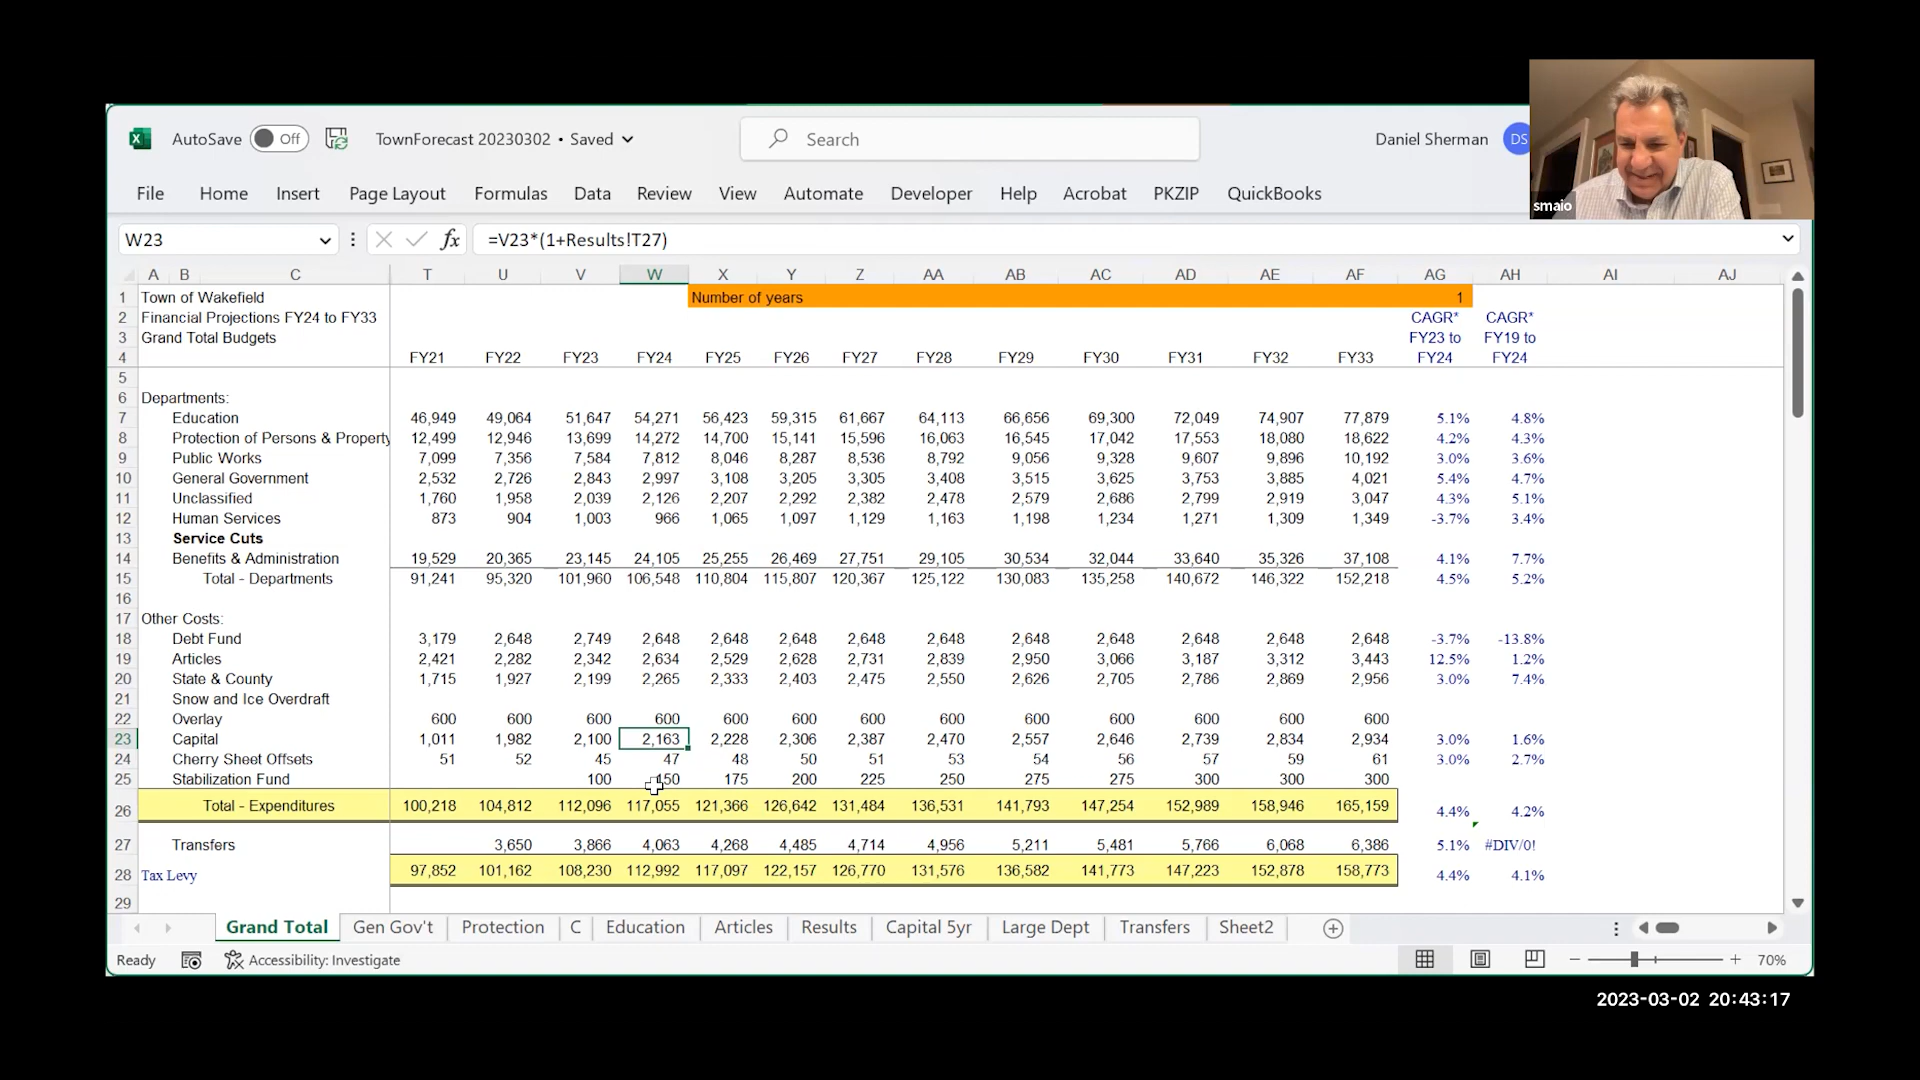 AutoSave Off TownForecast 20230302 • Saved Search Daniel Sherman DS
File Home Insert Page Layout Formulas Data Review View Automate Developer Help Acrobat PKZIP QuickBooks
smaio
W23 fx =V23*(1+Results!T27)
A B C T U V W X Y Z AA AB AC AD AE AF AG AH AI AJ
1 Town of Wakefield Number of years 1
2 Financial Projections FY24 to FY33 CAGR* CAGR*
3 Grand Total Budgets FY23 to FY19 to
4 FY21 FY22 FY23 FY24 FY25 FY26 FY27 FY28 FY29 FY30 FY31 FY32 FY33 FY24 FY24
5
6 Departments:
7 Education 46,949 49,064 51,647 54,271 56,423 59,315 61,667 64,113 66,656 69,300 72,049 74,907 77,879 5.1% 4.8%
8 Protection of Persons & Property 12,499 12,946 13,699 14,272 14,700 15,141 15,596 16,063 16,545 17,042 17,553 18,080 18,622 4.2% 4.3%
9 Public Works 7,099 7,356 7,584 7,812 8,046 8,287 8,536 8,792 9,056 9,328 9,607 9,896 10,192 3.0% 3.6%
10 General Government 2,532 2,726 2,843 2,997 3,108 3,205 3,305 3,408 3,515 3,625 3,753 3,885 4,021 5.4% 4.7%
11 Unclassified 1,760 1,958 2,039 2,126 2,207 2,292 2,382 2,478 2,579 2,686 2,799 2,919 3,047 4.3% 5.1%
12 Human Services 873 904 1,003 966 1,065 1,097 1,129 1,163 1,198 1,234 1,271 1,309 1,349 -3.7% 3.4%
13 Service Cuts
14 Benefits & Administration 19,529 20,365 23,145 24,105 25,255 26,469 27,751 29,105 30,534 32,044 33,640 35,326 37,108 4.1% 7.7%
15 Total - Departments 91,241 95,320 101,960 106,548 110,804 115,807 120,367 125,122 130,083 135,258 140,672 146,322 152,218 4.5% 5.2%
16
17 Other Costs:
18 Debt Fund 3,179 2,648 2,749 2,648 2,648 2,648 2,648 2,648 2,648 2,648 2,648 2,648 2,648 -3.7% -13.8%
19 Articles 2,421 2,282 2,342 2,634 2,529 2,628 2,731 2,839 2,950 3,066 3,187 3,312 3,443 12.5% 1.2%
20 State & County 1,715 1,927 2,199 2,265 2,333 2,403 2,475 2,550 2,626 2,705 2,786 2,869 2,956 3.0% 7.4%
21 Snow and Ice Overdraft
22 Overlay 600 600 600 600 600 600 600 600 600 600 600 600 600
23 Capital 1,011 1,982 2,100 2,163 2,228 2,306 2,387 2,470 2,557 2,646 2,739 2,834 2,934 3.0% 1.6%
24 Cherry Sheet Offsets 51 52 45 47 48 50 51 53 54 56 57 59 61 3.0% 2.7%
25 Stabilization Fund 100 150 175 200 225 250 275 275 300 300 300
26 Total - Expenditures 100,218 104,812 112,096 117,055 121,366 126,642 131,484 136,531 141,793 147,254 152,989 158,946 165,159 4.4% 4.2%
27 Transfers 3,650 3,866 4,063 4,268 4,485 4,714 4,956 5,211 5,481 5,766 6,068 6,386 5.1% #DIV/0!
28 Tax Levy 97,852 101,162 108,230 112,992 117,097 122,157 126,770 131,576 136,582 141,773 147,223 152,878 158,773 4.4% 4.1%
29
Grand Total Gen Gov't Protection C Education Articles Results Capital 5yr Large Dept Transfers Sheet2
Ready Accessibility: Investigate 70%
2023-03-02 20:43:17